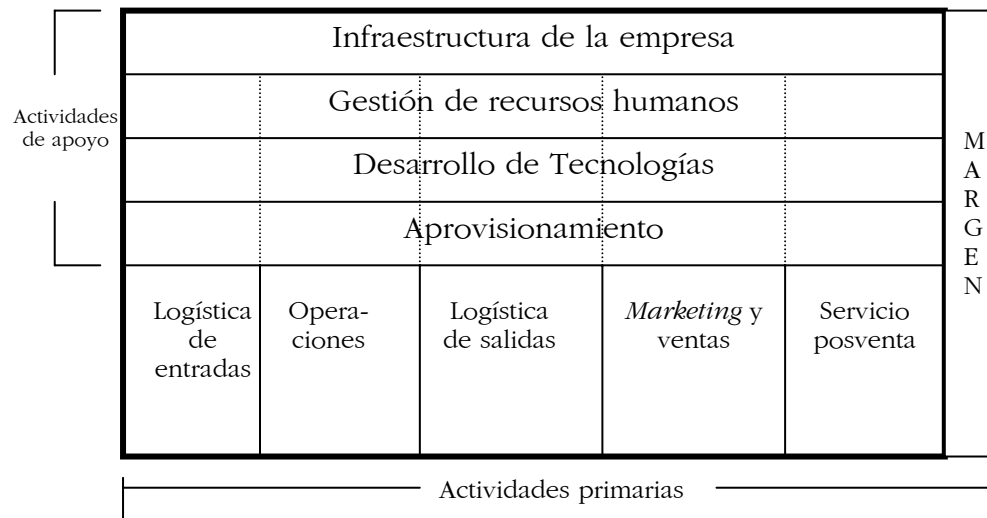 Infraestructura de la empresa
Gestión de recursos humanos
Actividades
de apoyo
Desarrollo de Tecnologías
Aprovisionamiento
M
A
R
G
E
N
Logística
de
entradas
Opera-
ciones
Logística
de salidas
Marketing y
ventas
Servicio
posventa
Actividades primarias